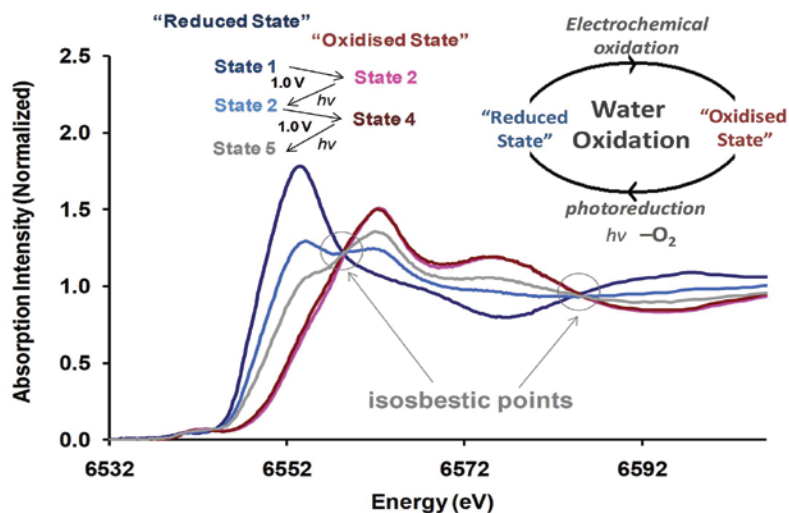 "Reduced State"
"Oxidised State"
State 1
1.0 V
State 2
hv
State 2
1.0 V
State 4
hv
State 5
Electrochemical
oxidation
"Reduced
State"
Water
Oxidation
"Oxidised
State"
photoreduction
hv –O₂
isosbestic points
Absorption Intensity (Normalized)
2.5
2.0
1.5
1.0
0.5
0.0
6532
6552
6572
6592
Energy (eV)